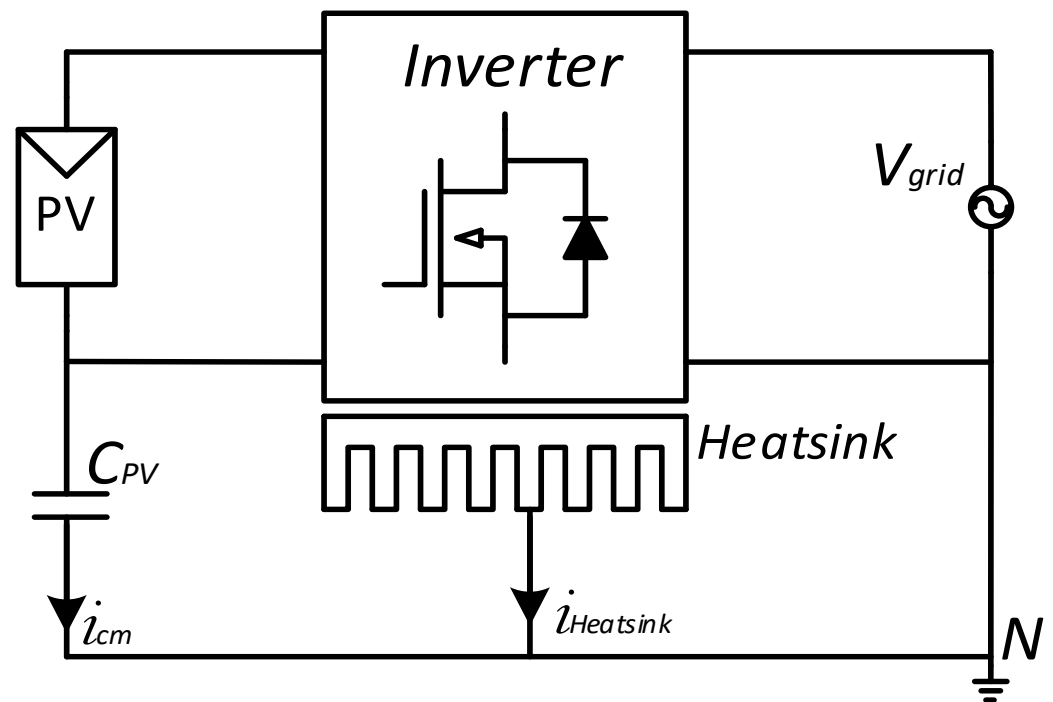 Inverter
Vgrid
PV
Heatsink
CPV
icm
iHeatsink
N